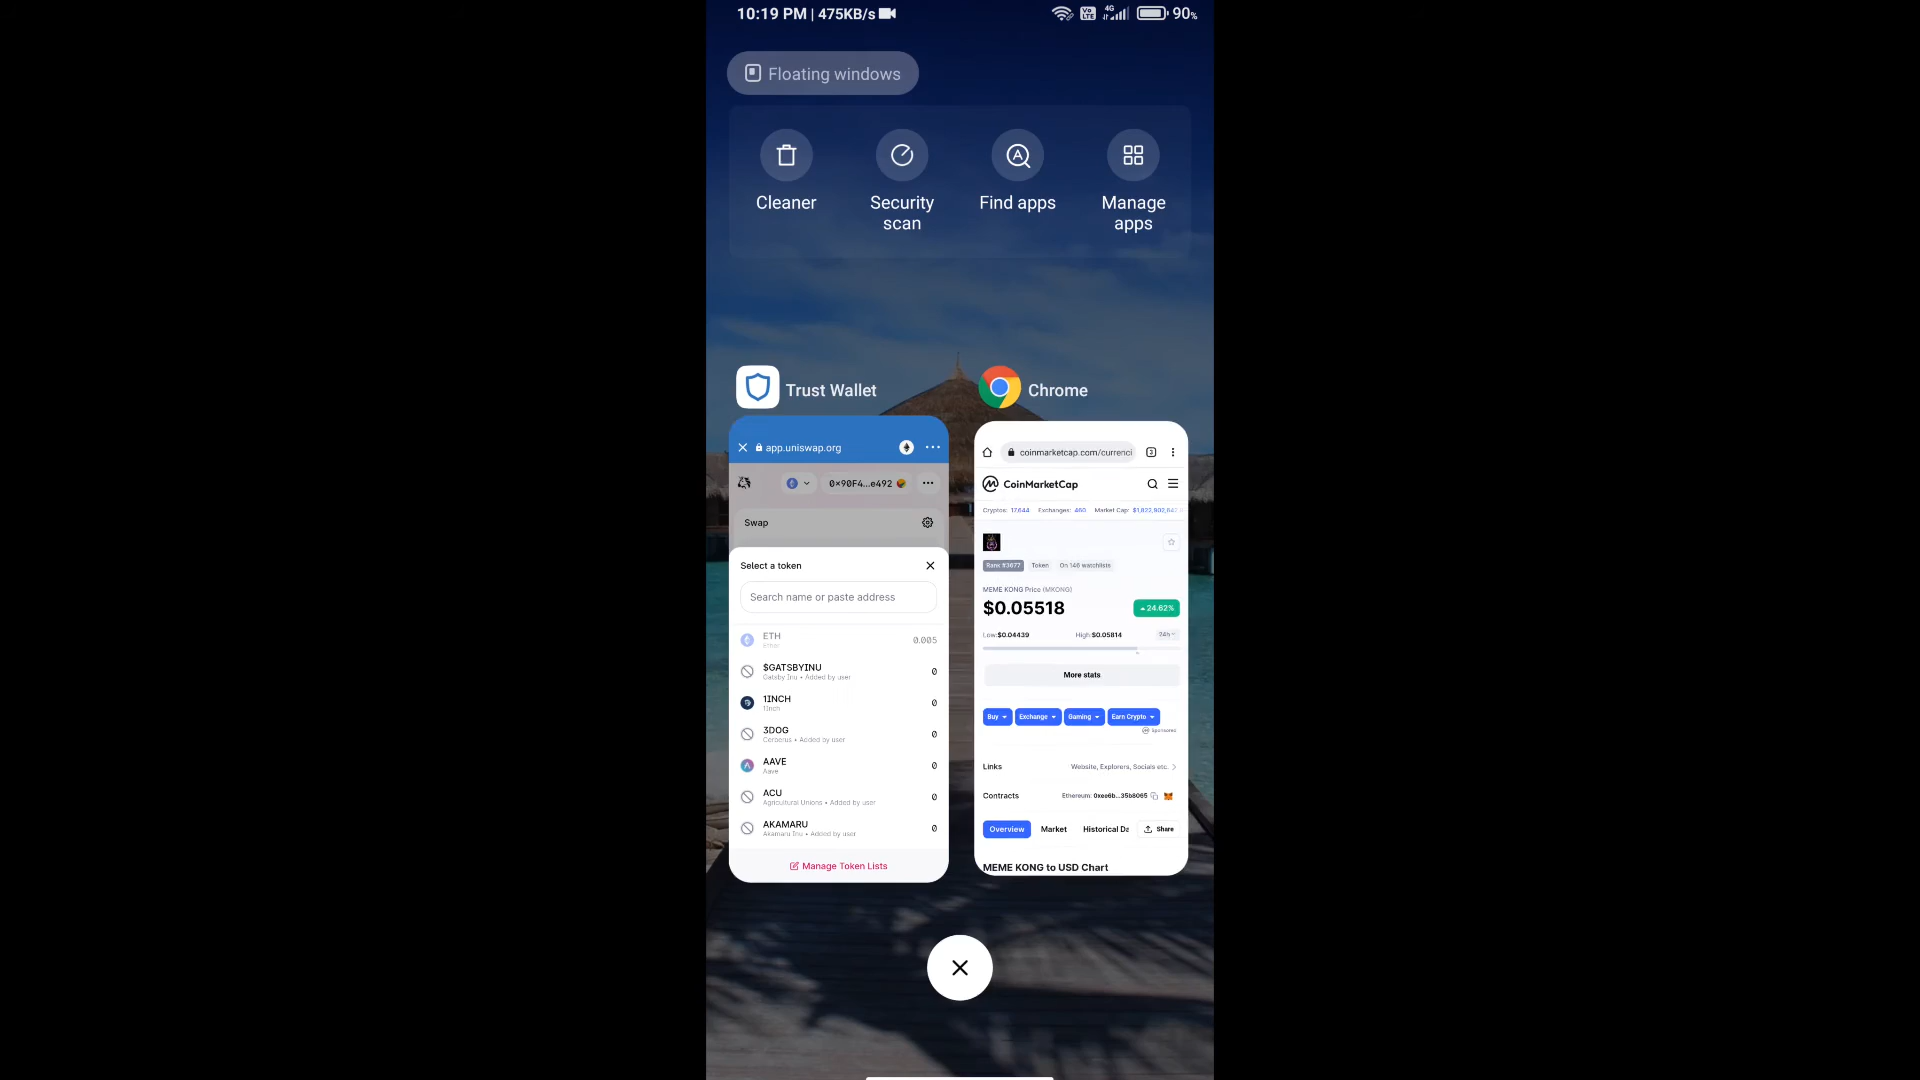 10:19 PM | 475KB/s
Vo LTE 4G 90%
Floating windows
Cleaner
Security scan
Find apps
Manage apps
Trust Wallet
Chrome
app.uniswap.org
0×90F4...e492
Swap
Select a token
Search name or paste address
ETH 0.005
Ether
$GATSBYINU 0
Gatsby Inu • Added by user
1INCH 0
1inch
3DOG 0
Cerberus • Added by user
AAVE 0
Aave
ACU 0
Agricultural Unions • Added by user
AKAMARU 0
Akamaru Inu • Added by user
Manage Token Lists
coinmarketcap.com/currenci
3
CoinMarketCap
Cryptos: 17,644 Exchanges: 460 Market Cap:
Rank #3677 Token On 146 watchlists
MEME KONG Price (MKONG)
$0.05518 24.62%
Low:$0.04439 High:$0.05814 24h
More stats
Buy Exchange Gaming Earn Crypto
Sponsored
Links Website, Explorers, Socials etc.
Contracts Ethereum: 0xee6b...35b8065
Overview Market Historical Da Share
MEME KONG to USD Chart